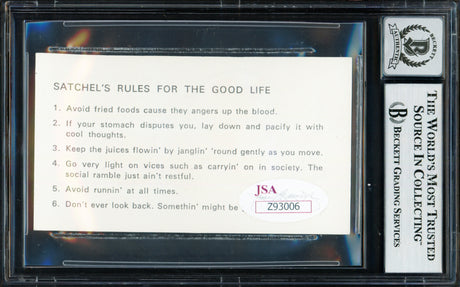 SATCHEL'S RULES FOR THE GOOD LIFE
1. Avoid fried foods cause they angers up the blood.
2. If your stomach disputes you, lay down and pacify it with
cool thoughts.
3. Keep the juices flowin' by janglin' 'round gently as you move.
4. Go very light on vices such as carryin' on in society. The
social ramble just ain't restful.
5. Avoid runnin' at all times.
6. Don't ever look back. Somethin' might be
JSA
Z93006
BECKETT
AUTHENTIC
THE WORLD'S MOST TRUSTED
SOURCE IN COLLECTING™
BECKETT GRADING SERVICES